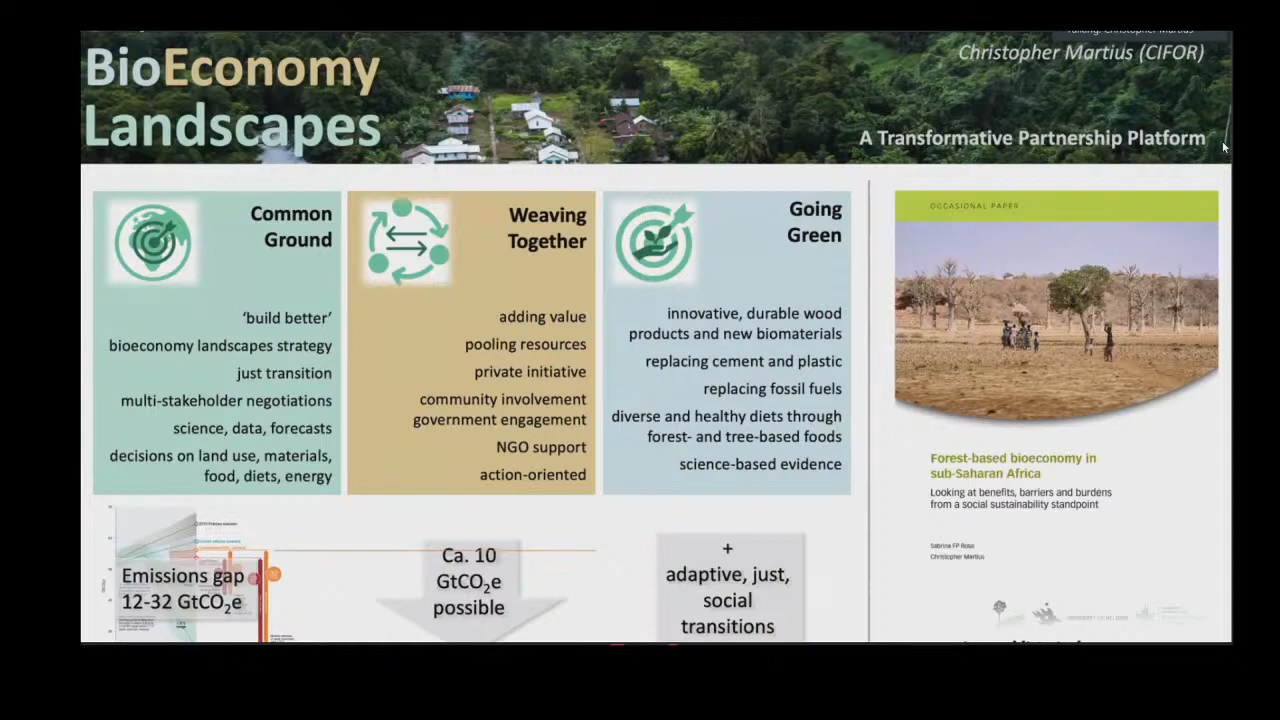 BioEconomy
Landscapes
Christopher Martius (CIFOR)
A Transformative Partnership Platform
Common
Ground
‘build better’
bioeconomy landscapes strategy
just transition
multi-stakeholder negotiations
science, data, forecasts
decisions on land use, materials,
food, diets, energy
Weaving
Together
adding value
pooling resources
private initiative
community involvement
government engagement
NGO support
action-oriented
Going
Green
innovative, durable wood
products and new biomaterials
replacing cement and plastic
replacing fossil fuels
diverse and healthy diets through
forest- and tree-based foods
science-based evidence
Emissions gap
12-32 GtCO₂e
Ca. 10
GtCO₂e
possible
+
adaptive, just,
social
transitions
OCCASIONAL PAPER
Forest-based bioeconomy in
sub-Saharan Africa
Looking at benefits, barriers and burdens
from a social sustainability standpoint
Sabrina FP Rosa
Christopher Martius